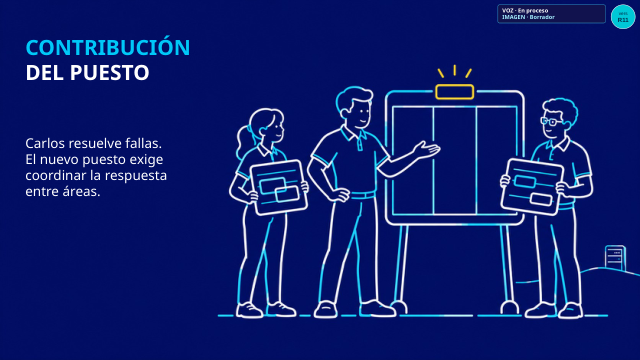 VOZ · En proceso
IMAGEN · Borrador
R11
CONTRIBUCIÓN
DEL PUESTO
Carlos resuelve fallas.
El nuevo puesto exige
coordinar la respuesta
entre áreas.